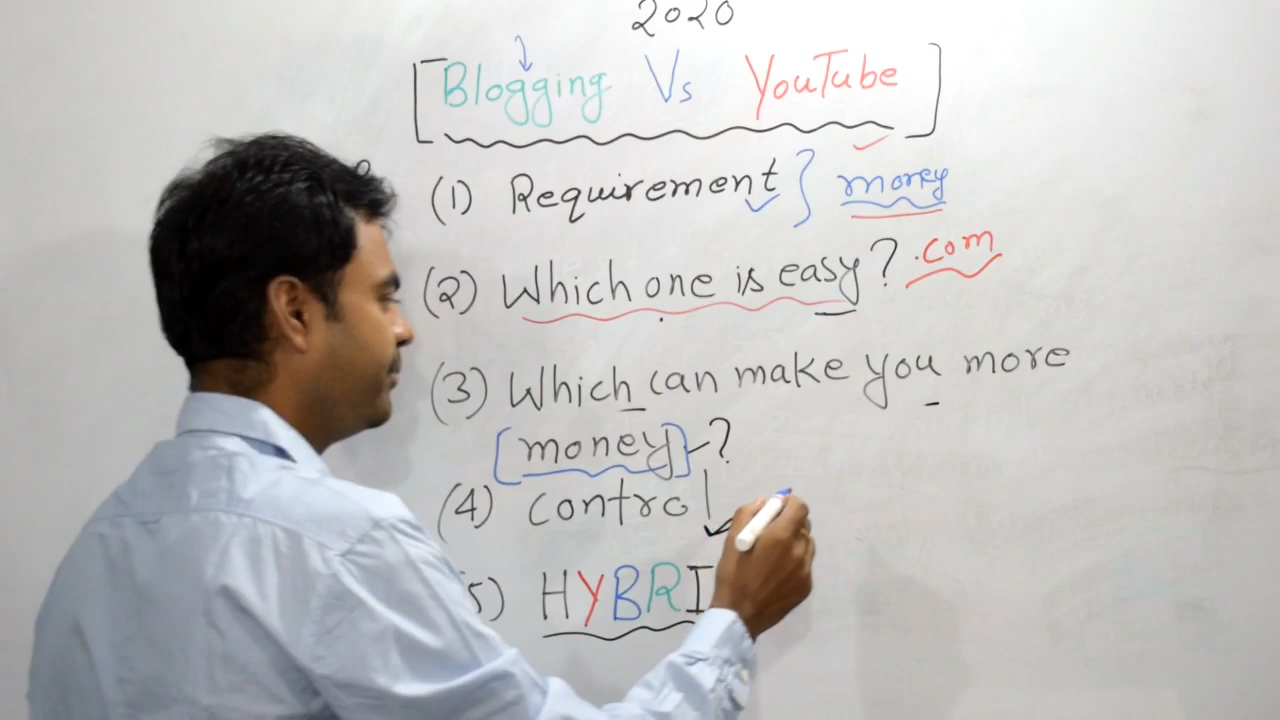 2020
[Blogging Vs YouTube]
(1) Requirement } money
(2) Which one is easy? .com
(3) Which can make you more
[money]-?
(4) control
5) HYBRI